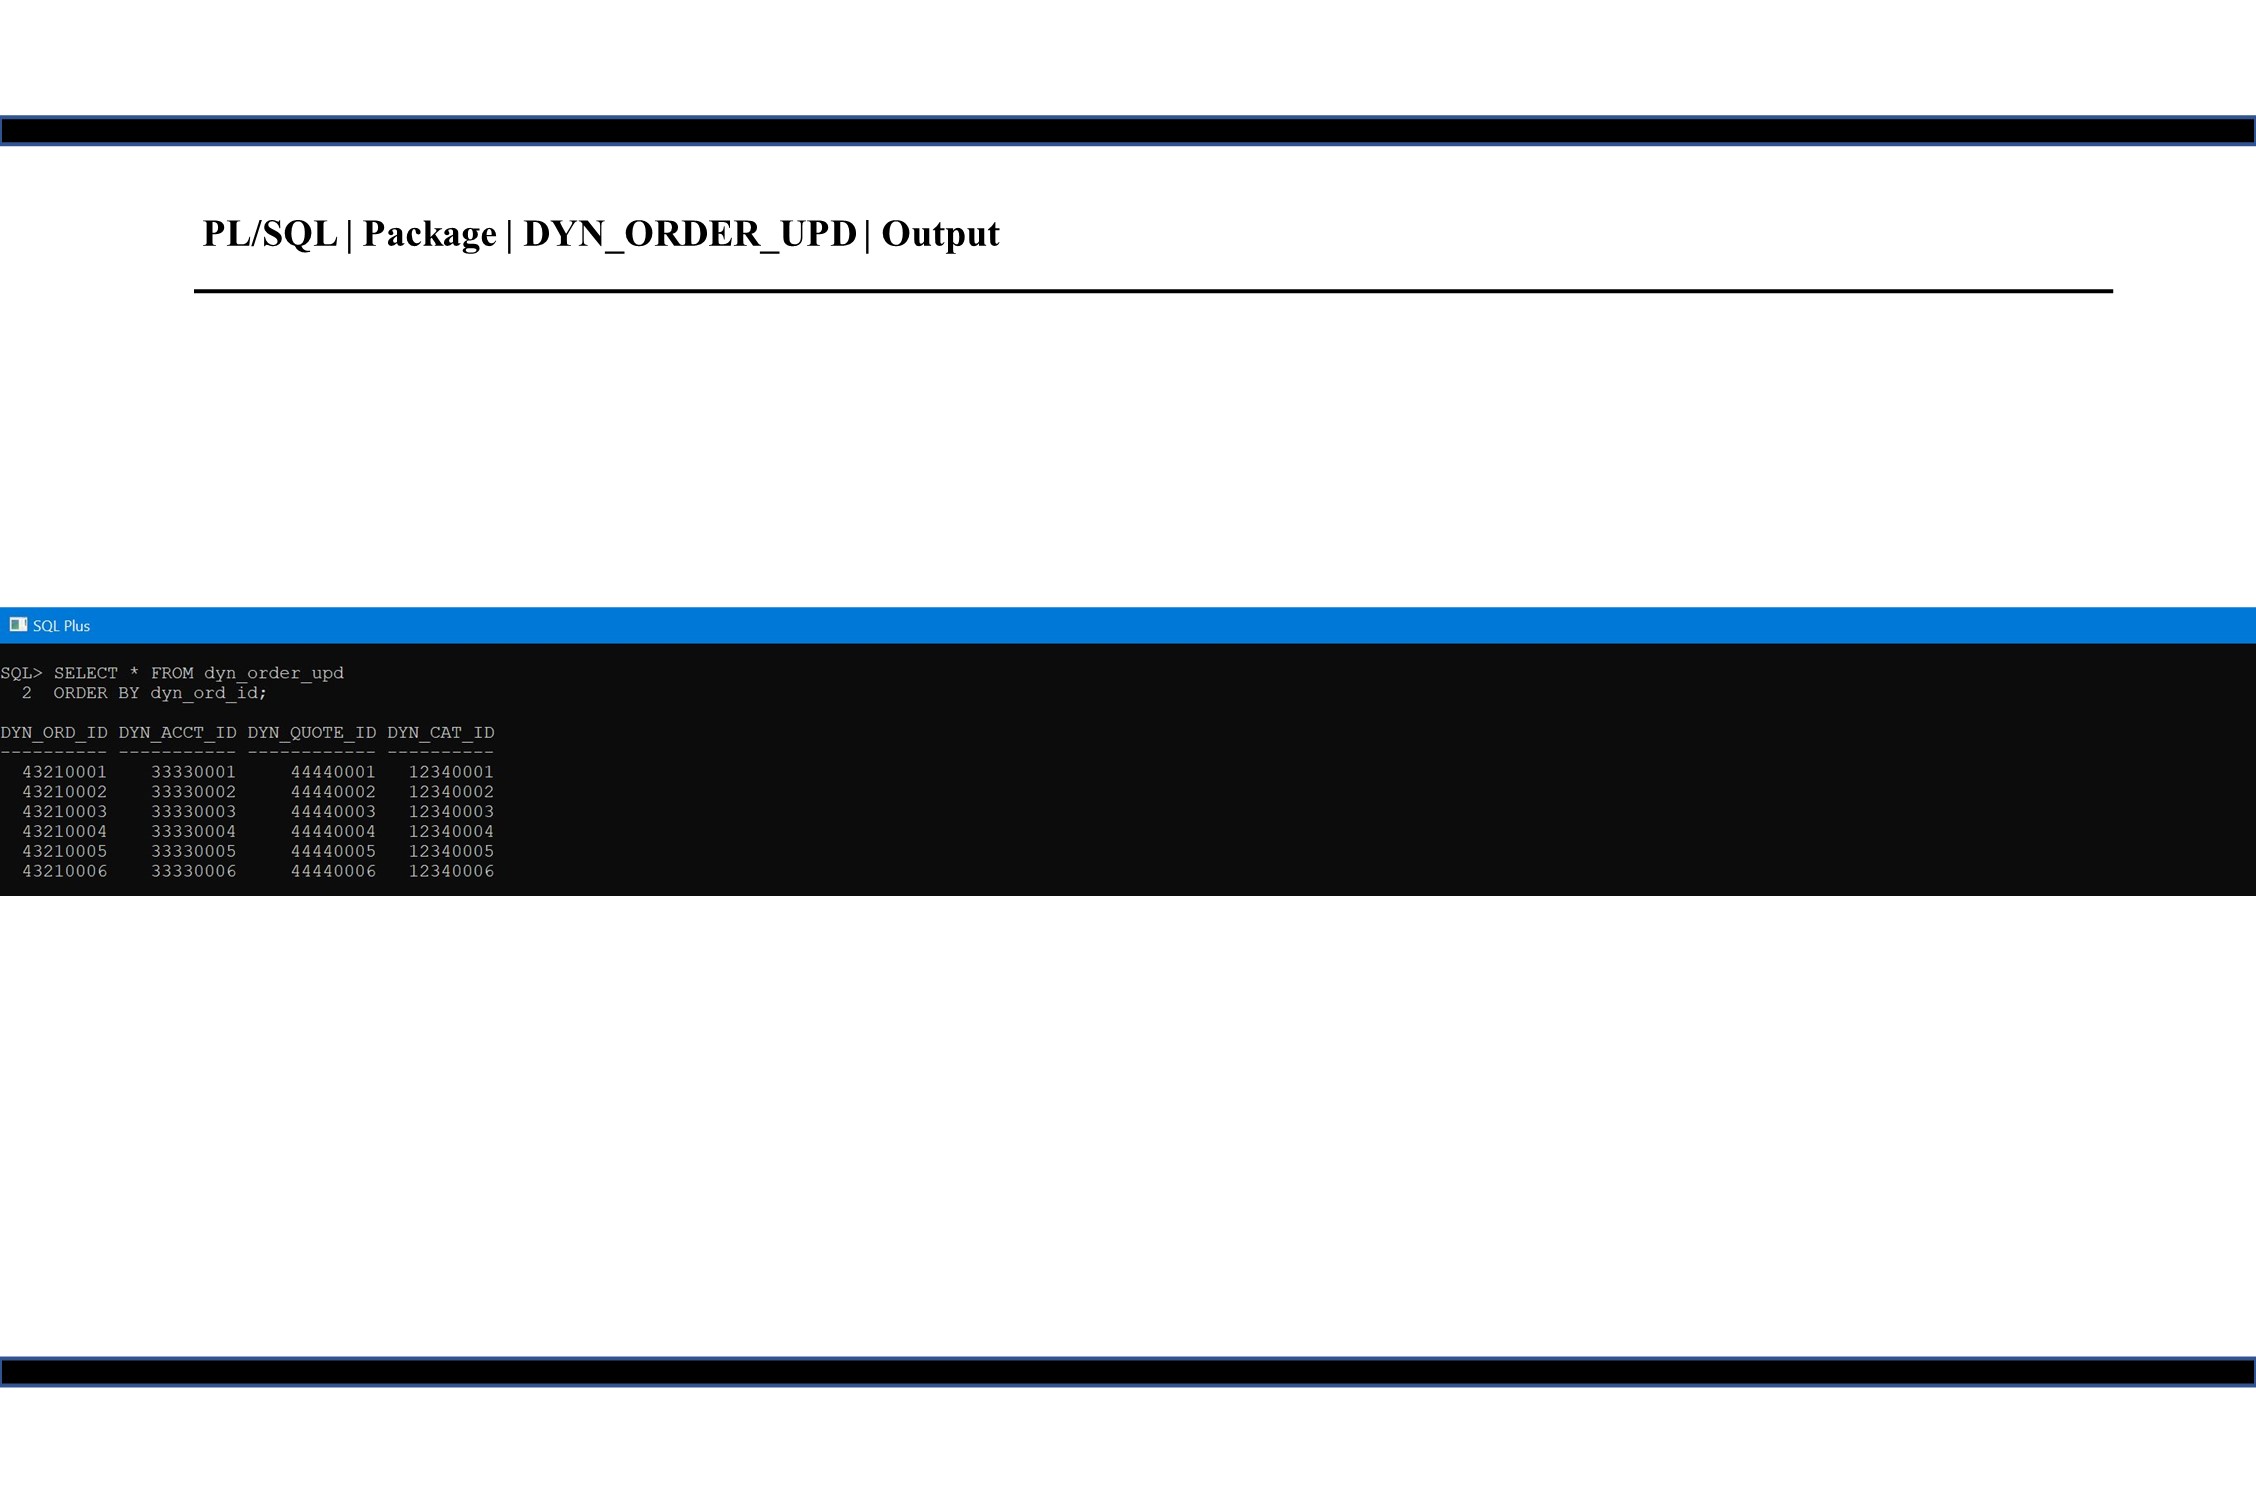 PL/SQL | Package | DYN_ORDER_UPD | Output
SQL Plus
SQL> SELECT * FROM dyn_order_upd
  2  ORDER BY dyn_ord_id;
DYN_ORD_ID DYN_ACCT_ID DYN_QUOTE_ID DYN_CAT_ID
---------- ----------- ------------ ----------
  43210001    33330001     44440001   12340001
  43210002    33330002     44440002   12340002
  43210003    33330003     44440003   12340003
  43210004    33330004     44440004   12340004
  43210005    33330005     44440005   12340005
  43210006    33330006     44440006   12340006